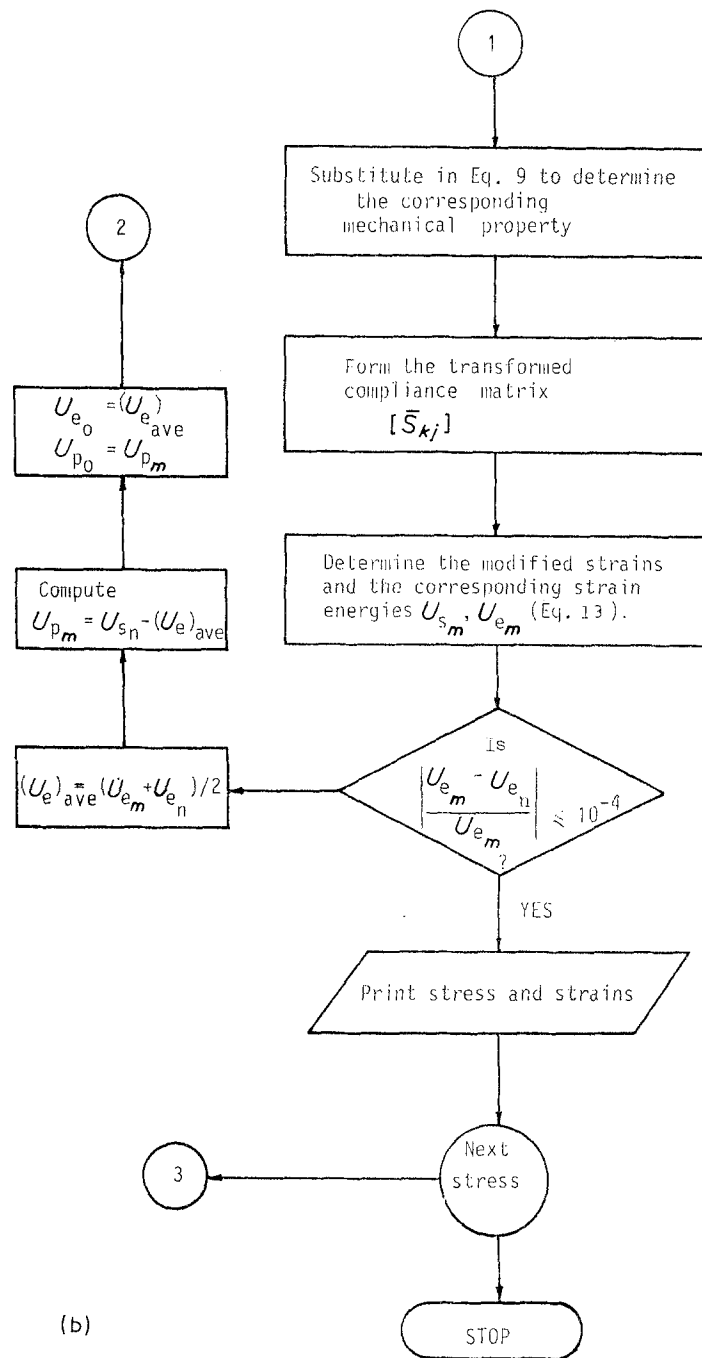 1
Substitute in Eq. 9 to determine
the corresponding
mechanical property
Form the transformed
compliance matrix
[S̄kj]
Determine the modified strains
and the corresponding strain
energies Usm, Uem (Eq. 13).
Is
|(Uem - Uen)/Uem| ≤ 10^-4
?
(Ue)ave = (Uem + Uen)/2
Compute
Upm = Usn - (Ue)ave
Ueo = (Ue)ave
Upo = Upm
2
YES
Print stress and strains
Next
stress
3
STOP
(b)